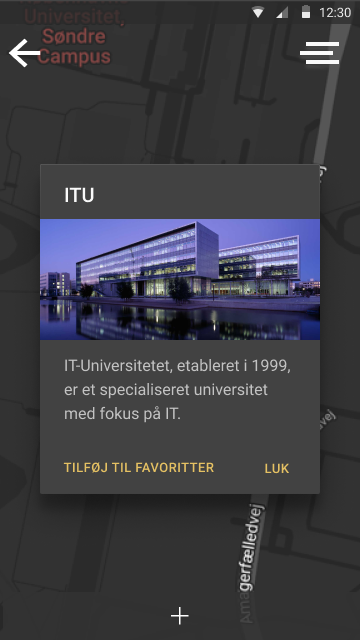 12:30
Universitet,
Søndre
Campus
ITU
IT-Universitetet, etableret i 1999,
er et specialiseret universitet
med fokus på IT.
TILFØJ TIL FAVORITTER
LUK
Amagerfælledvej